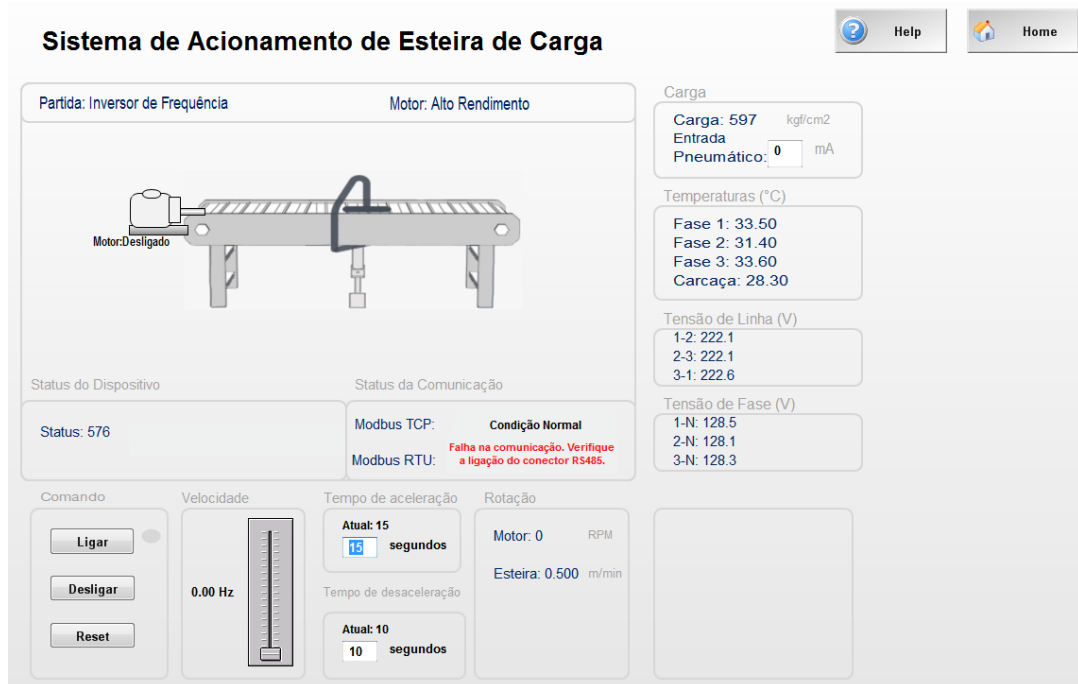 Sistema de Acionamento de Esteira de Carga
Help
Home
Partida: Inversor de Frequência
Motor: Alto Rendimento
Motor:Desligado
Status do Dispositivo
Status: 576
Status da Comunicação
Modbus TCP:
Condição Normal
Modbus RTU:
Falha na comunicação. Verifique
a ligação do conector RS485.
Carga
Carga: 597 kgf/cm2
Entrada
Pneumático: 0 mA
Temperaturas (°C)
Fase 1: 33.50
Fase 2: 31.40
Fase 3: 33.60
Carcaça: 28.30
Tensão de Linha (V)
1-2: 222.1
2-3: 222.1
3-1: 222.6
Tensão de Fase (V)
1-N: 128.5
2-N: 128.1
3-N: 128.3
Comando
Ligar
Desligar
Reset
Velocidade
0.00 Hz
Tempo de aceleração
Atual: 15
15 segundos
Tempo de desaceleração
Atual: 10
10 segundos
Rotação
Motor: 0 RPM
Esteira: 0.500 m/min